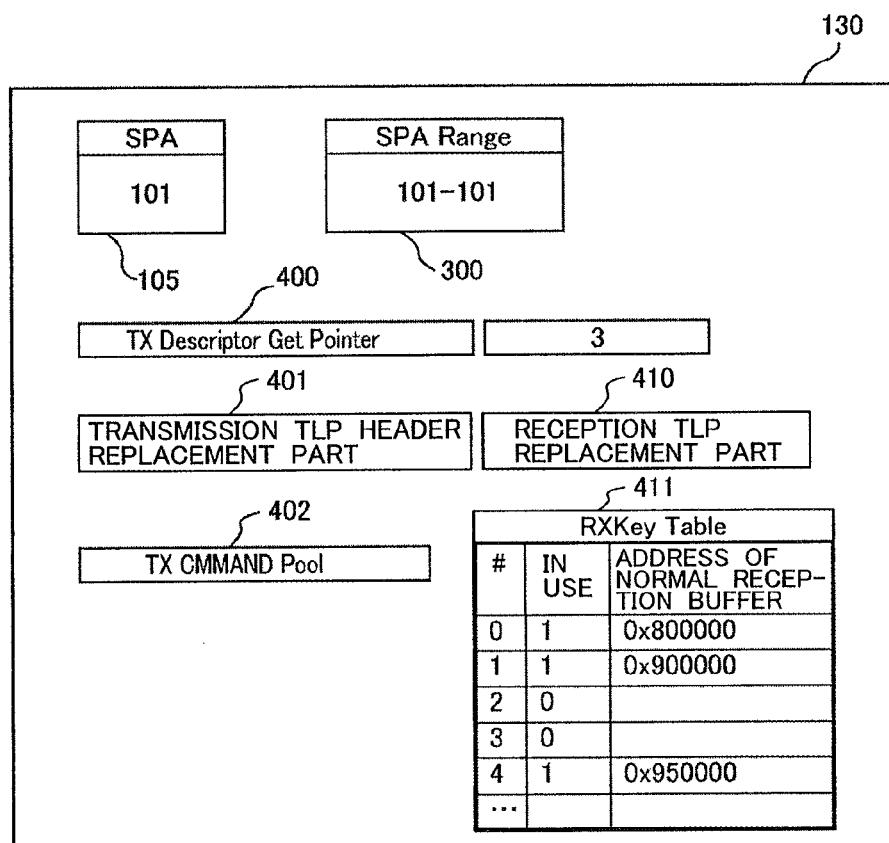 130
SPA
101
SPA Range
101-101
105
300
400
TX Descriptor Get Pointer
3
401
TRANSMISSION TLP HEADER
REPLACEMENT PART
410
RECEPTION TLP
REPLACEMENT PART
402
TX CMMAND Pool
411
RXKey Table
# IN USE ADDRESS OF
NORMAL RECEP-
TION BUFFER
0 1 0x800000
1 1 0x900000
2 0
3 0
4 1 0x950000
...